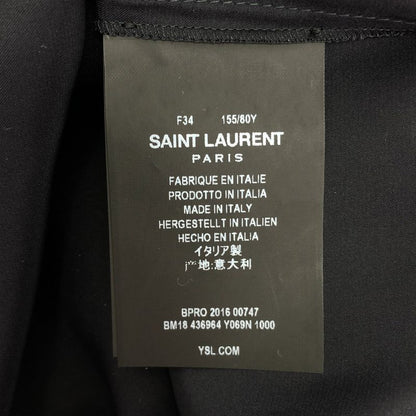 F34 155/80Y
SAINT LAURENT
PARIS
FABRIQUE EN ITALIE
PRODOTTO IN ITALIA
MADE IN ITALY
HERGESTELLT IN ITALIEN
HECHO EN ITALIA
イタリア製
地:意大利
BPRO 2016 00747
BM18 436964 Y069N 1000
YSL.COM